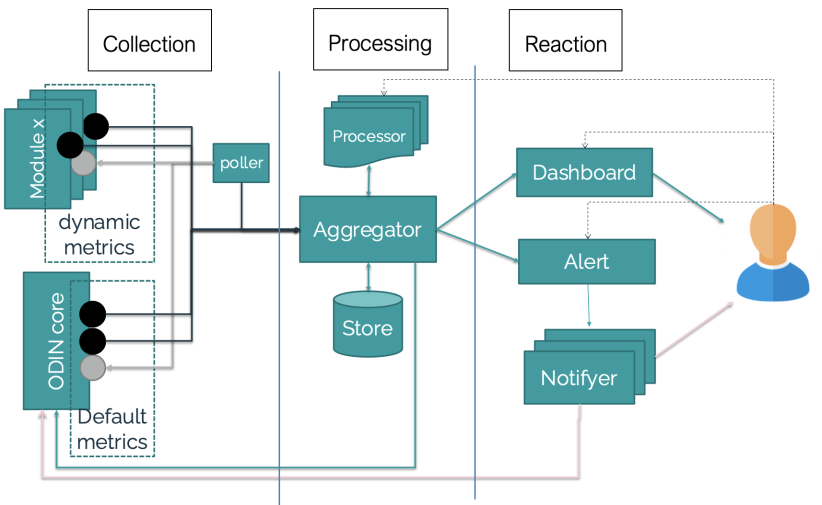 Collection
Processing
Reaction
Module x
dynamic
metrics
poller
Processor
Aggregator
Store
Dashboard
Alert
Notifyer
ODIN core
Default
metrics